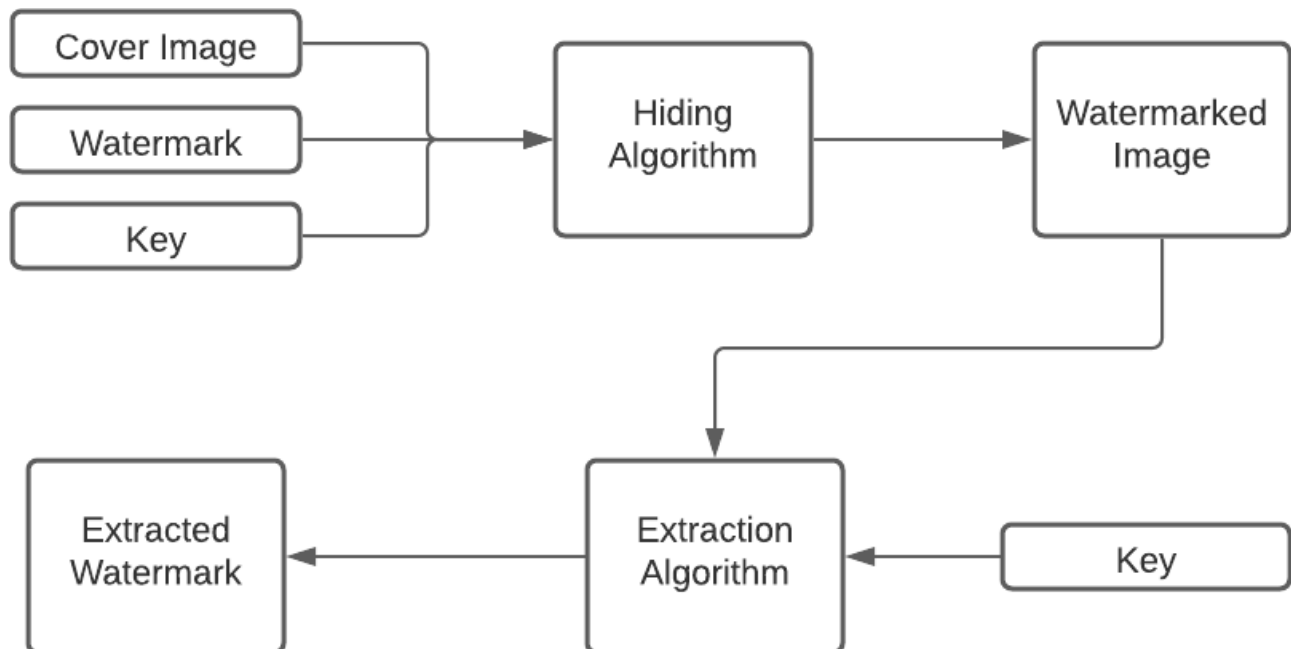 Cover Image
Watermark
Key
Hiding
Algorithm
Watermarked
Image
Extracted
Watermark
Extraction
Algorithm
Key